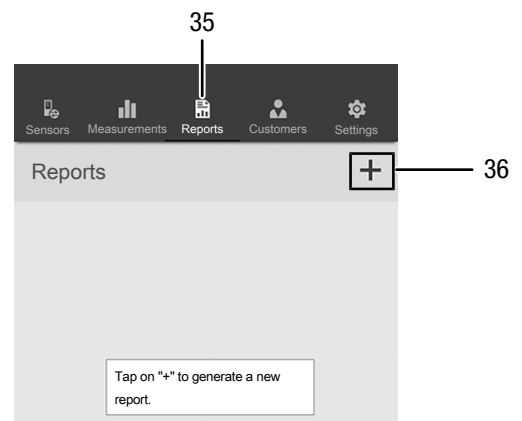 35
Sensors Measurements Reports Customers Settings
Reports
36
Tap on "+" to generate a new
report.